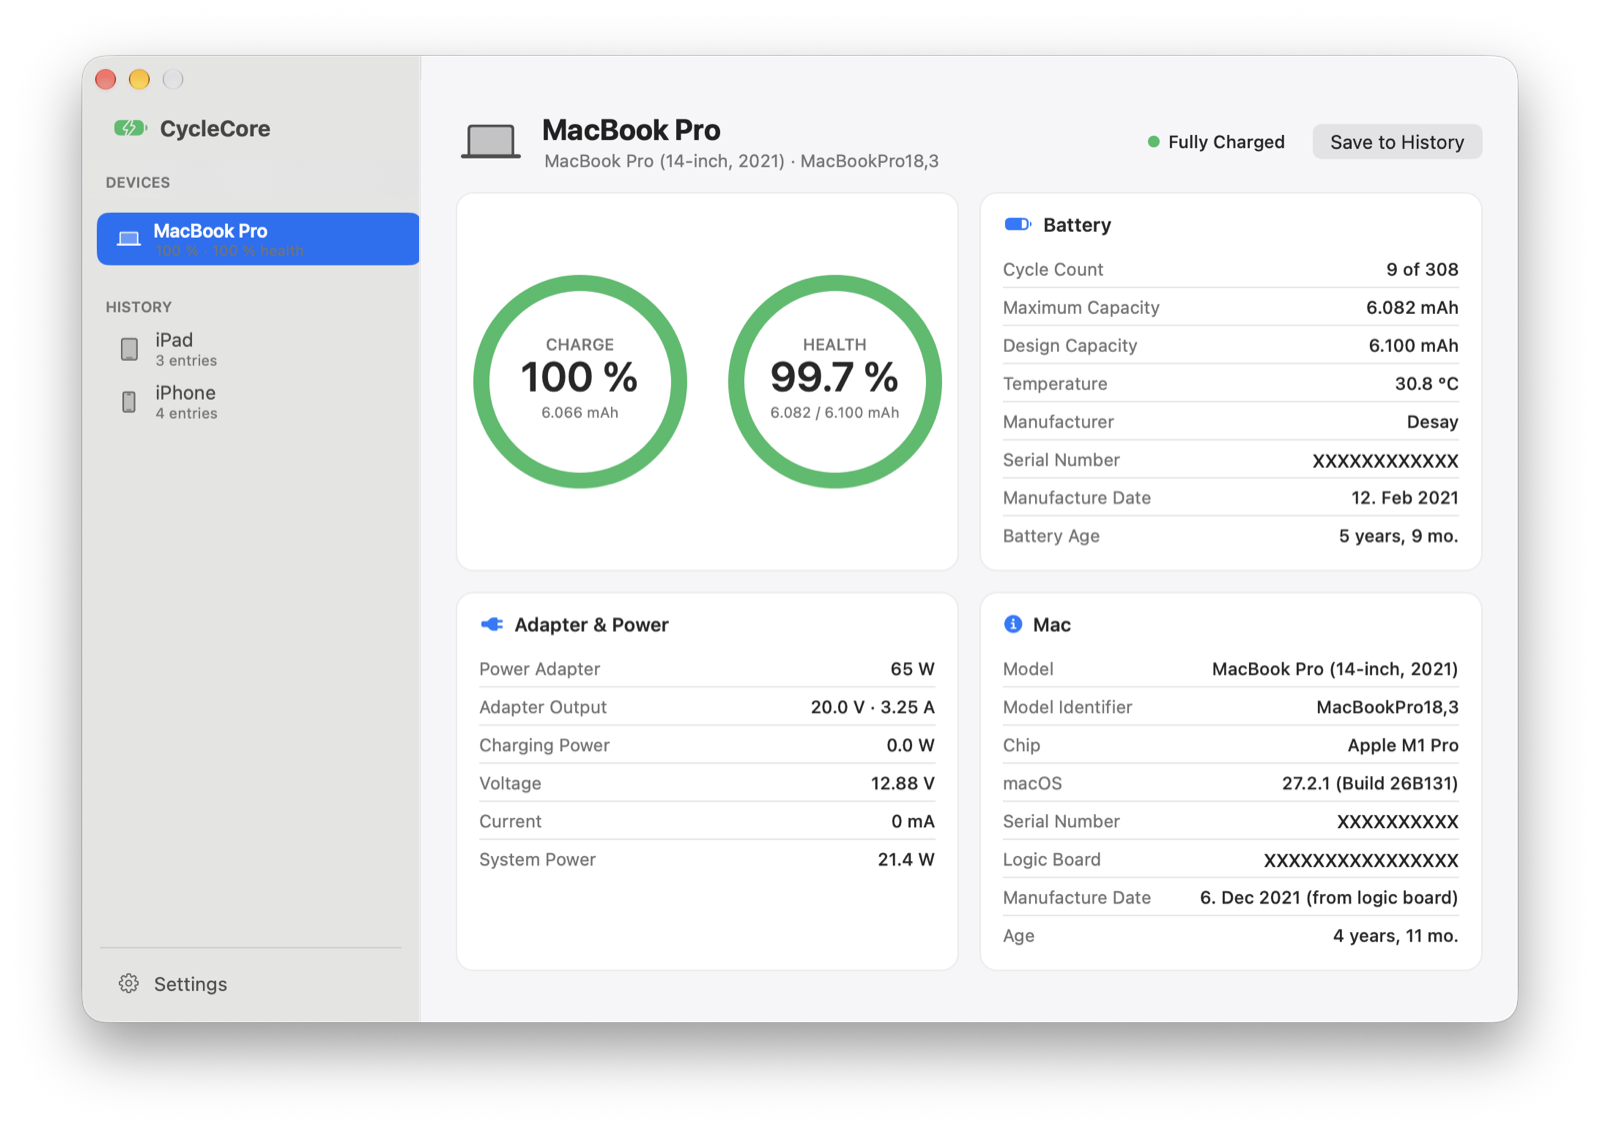 CycleCore
DEVICES
MacBook Pro
100 % · 100 % health
HISTORY
iPad
3 entries
iPhone
4 entries
Settings
MacBook Pro
MacBook Pro (14-inch, 2021) · MacBookPro18,3
Fully Charged
Save to History
CHARGE
100 %
6.066 mAh
HEALTH
99.7 %
6.082 / 6.100 mAh
Battery
Cycle Count 9 of 308
Maximum Capacity 6.082 mAh
Design Capacity 6.100 mAh
Temperature 30.8 °C
Manufacturer Desay
Serial Number XXXXXXXXXXXX
Manufacture Date 12. Feb 2021
Battery Age 5 years, 9 mo.
Adapter & Power
Power Adapter 65 W
Adapter Output 20.0 V · 3.25 A
Charging Power 0.0 W
Voltage 12.88 V
Current 0 mA
System Power 21.4 W
Mac
Model MacBook Pro (14-inch, 2021)
Model Identifier MacBookPro18,3
Chip Apple M1 Pro
macOS 27.2.1 (Build 26B131)
Serial Number XXXXXXXXXX
Logic Board XXXXXXXXXXXXXXXX
Manufacture Date 6. Dec 2021 (from logic board)
Age 4 years, 11 mo.